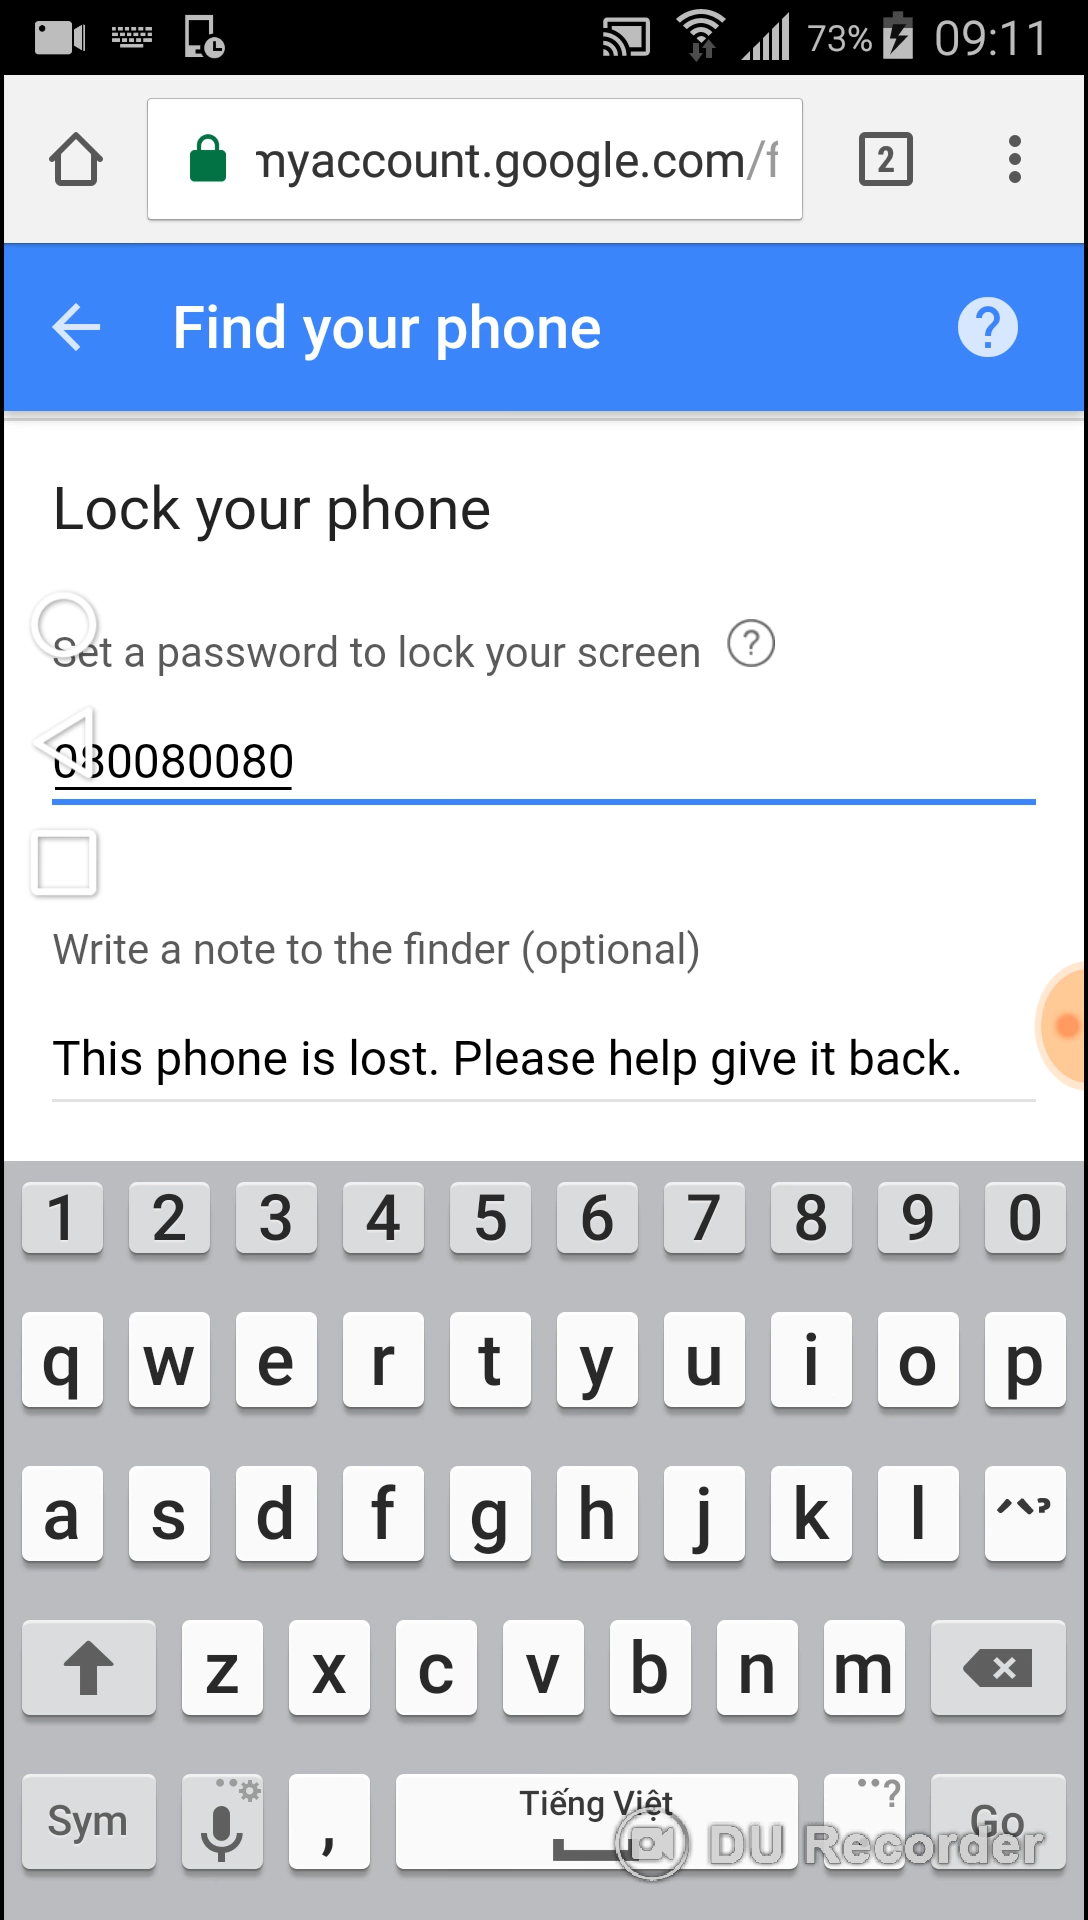 73% 09:11
myaccount.google.com/f
2
Find your phone
?
Lock your phone
Set a password to lock your screen ?
080080080
Write a note to the finder (optional)
This phone is lost. Please help give it back.
1 2 3 4 5 6 7 8 9 0
q w e r t y u i o p
a s d f g h j k l ^^?
z x c v b n m
Sym , Tiếng Việt ? Go
DU Recorder